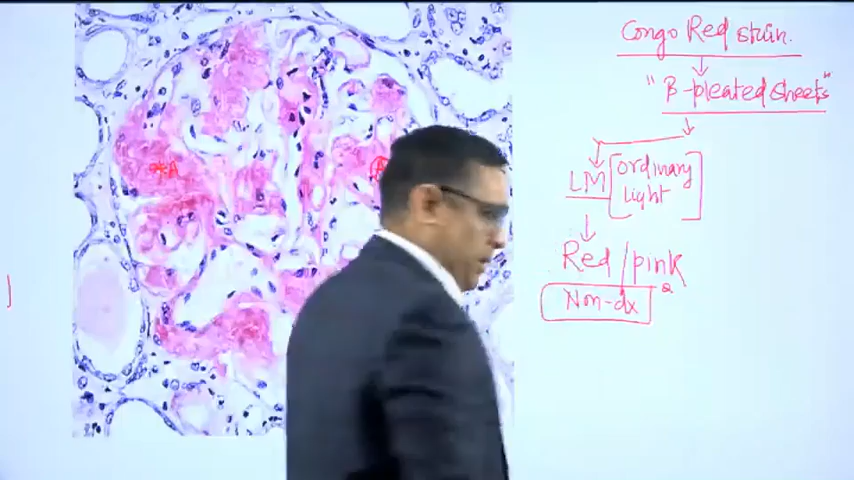 Congo Red stain.
"β-pleated sheets"
LM [ordinary
light]
Red/pink
Non-dx
*A
A